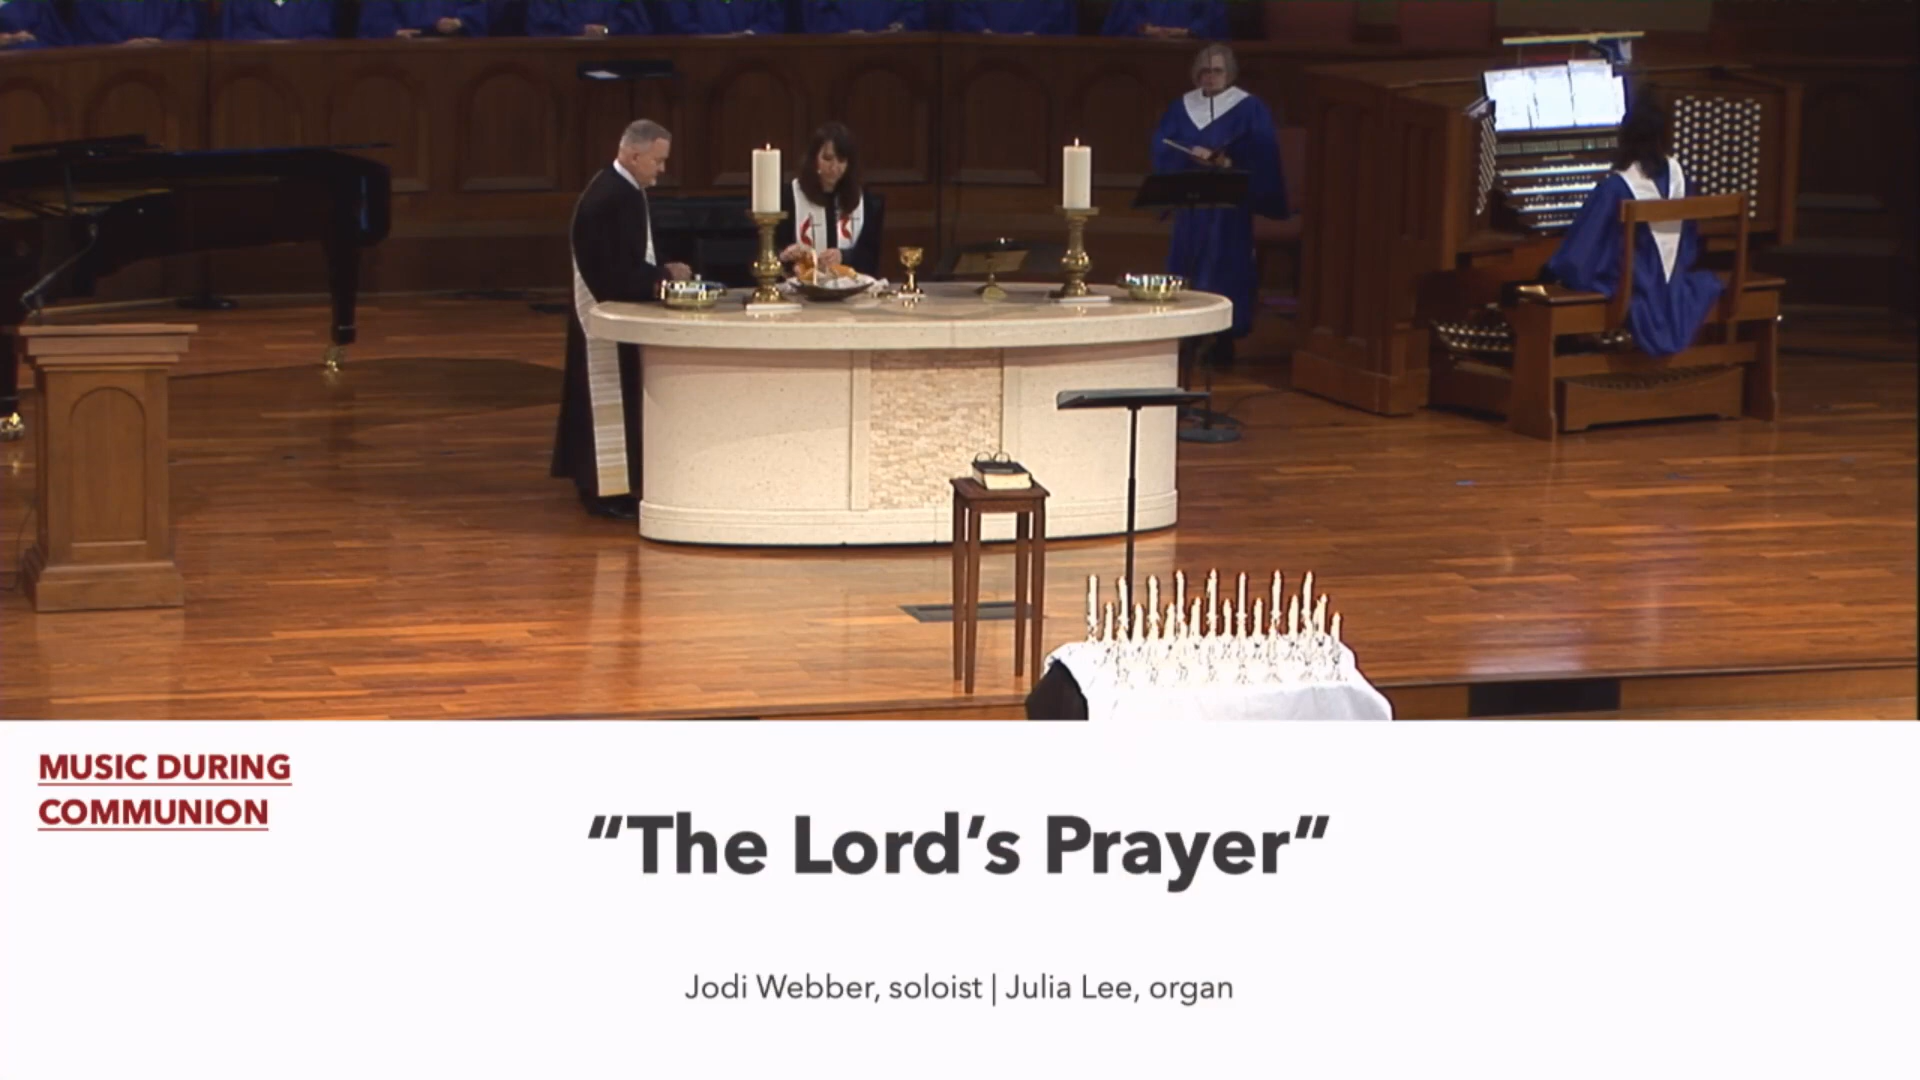 MUSIC DURING
COMMUNION
“The Lord’s Prayer”
Jodi Webber, soloist | Julia Lee, organ